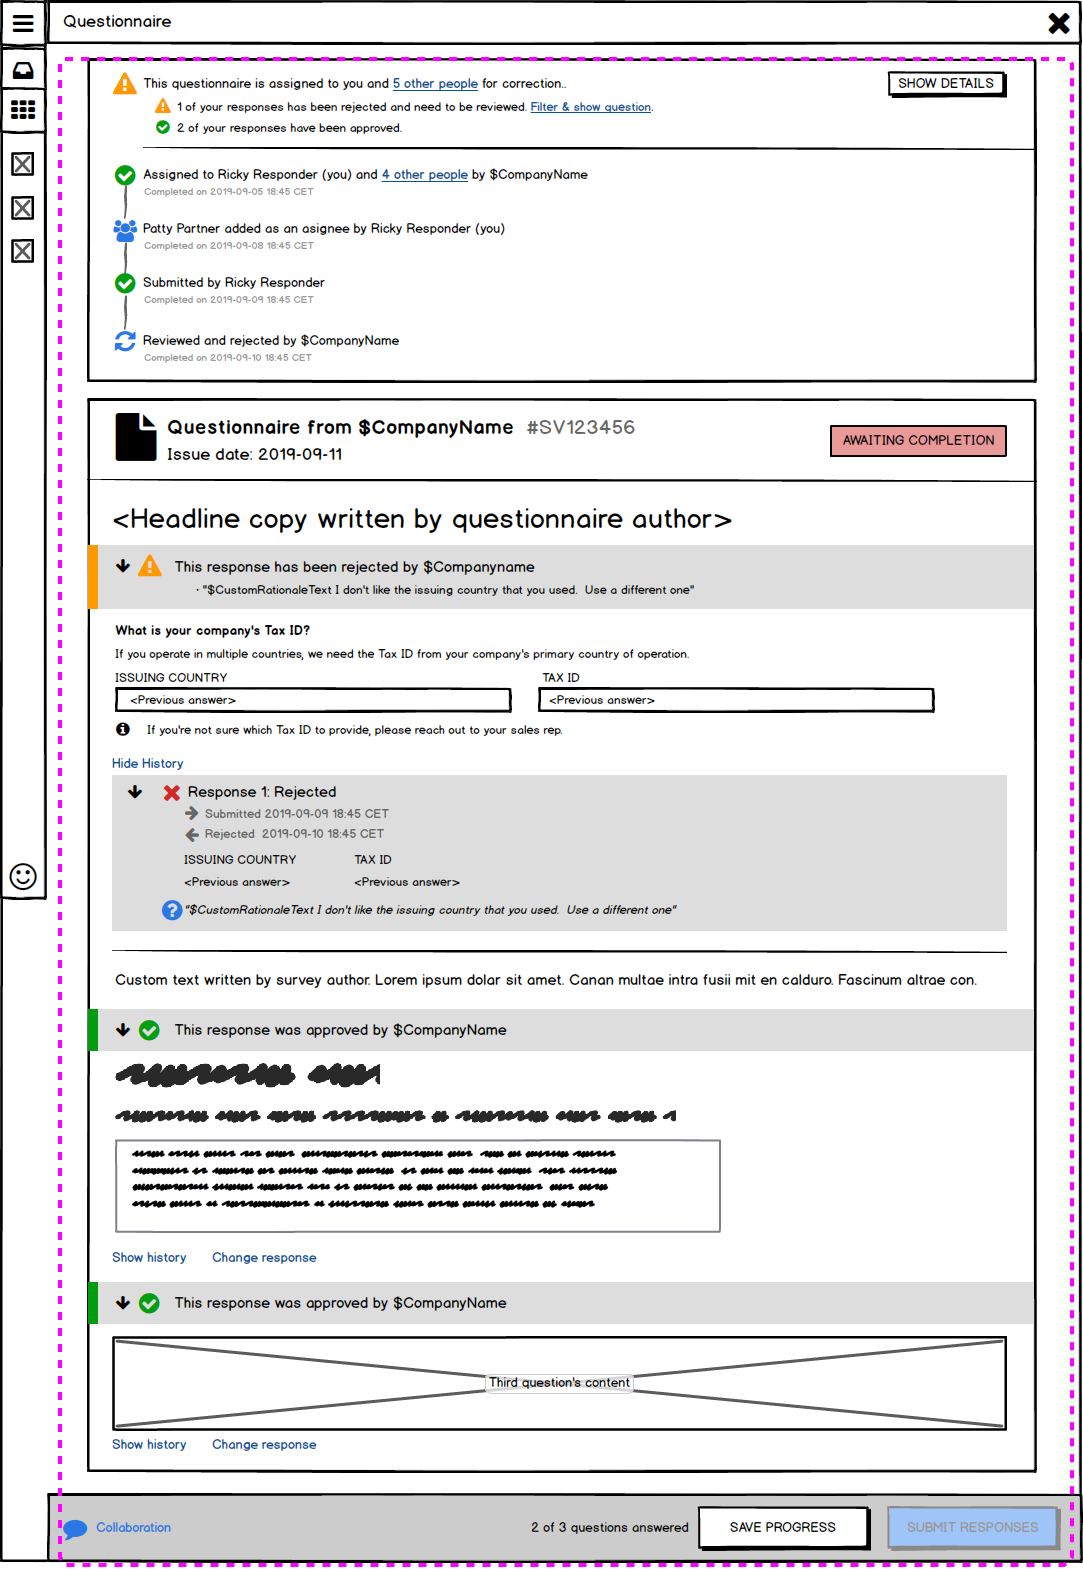 Questionnaire
This questionnaire is assigned to you and 5 other people for correction..
SHOW DETAILS
1 of your responses has been rejected and need to be reviewed. Filter & show question.
2 of your responses have been approved.
Assigned to Ricky Responder (you) and 4 other people by $CompanyName
Completed on 2019-09-05 18:45 CET
Patty Partner added as an asignee by Ricky Responder (you)
Completed on 2019-09-08 18:45 CET
Submitted by Ricky Responder
Completed on 2019-09-09 18:45 CET
Reviewed and rejected by $CompanyName
Completed on 2019-09-10 18:45 CET
Questionnaire from $CompanyName #SV123456
Issue date: 2019-09-11
AWAITING COMPLETION
<Headline copy written by questionnaire author>
This response has been rejected by $Companyname
• "$CustomRationaleText I don't like the issuing country that you used.  Use a different one"
What is your company's Tax ID?
If you operate in multiple countries, we need the Tax ID from your company's primary country of operation.
ISSUING COUNTRY TAX ID
<Previous answer> <Previous answer>
If you're not sure which Tax ID to provide, please reach out to your sales rep.
Hide History
Response 1: Rejected
Submitted 2019-09-09 18:45 CET
Rejected  2019-09-10 18:45 CET
ISSUING COUNTRY TAX ID
<Previous answer> <Previous answer>
"$CustomRationaleText I don't like the issuing country that you used.  Use a different one"
Custom text written by survey author. Lorem ipsum dolar sit amet. Canan multae intra fusii mit en calduro. Fascinum altrae con.
This response was approved by $CompanyName
Show history Change response
This response was approved by $CompanyName
Third question's content
Show history Change response
Collaboration
2 of 3 questions answered
SAVE PROGRESS
SUBMIT RESPONSES